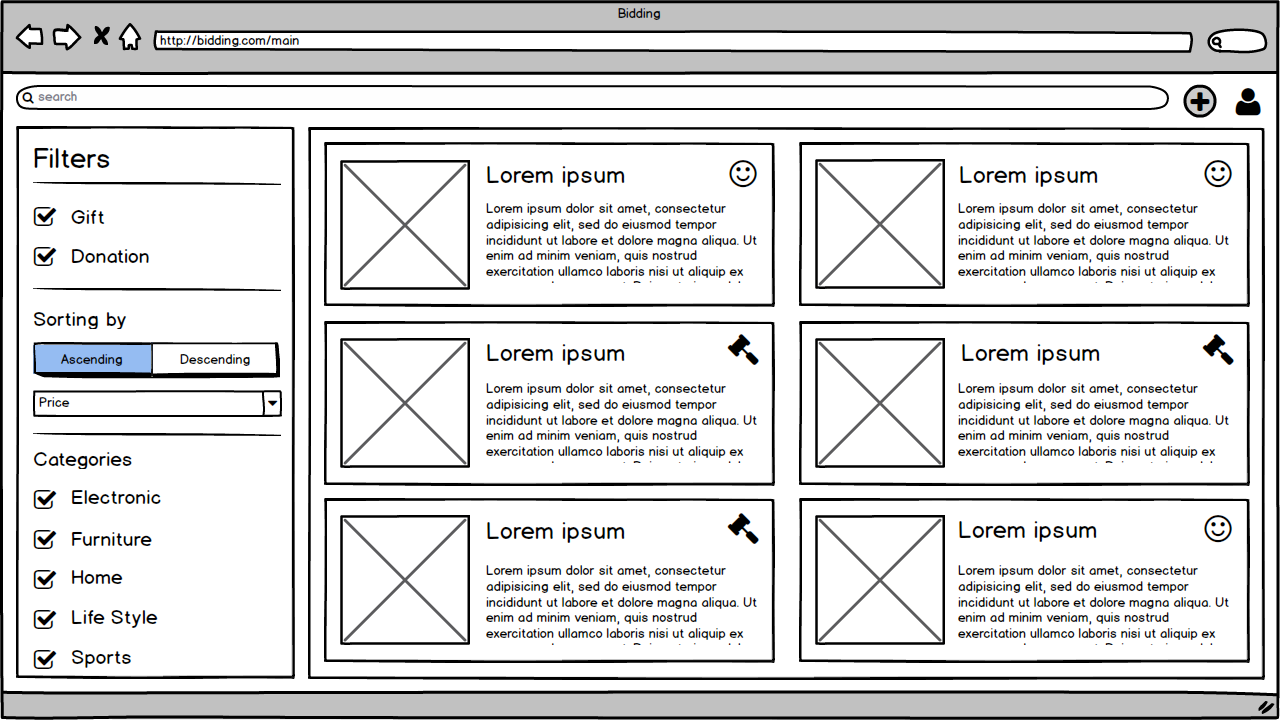 Bidding
http://bidding.com/main
search
Filters
Gift
Donation
Sorting by
Ascending
Descending
Price
Categories
Electronic
Furniture
Home
Life Style
Sports
Lorem ipsum
Lorem ipsum dolor sit amet, consectetur
adipisicing elit, sed do eiusmod tempor
incididunt ut labore et dolore magna aliqua. Ut
enim ad minim veniam, quis nostrud
exercitation ullamco laboris nisi ut aliquip ex
Lorem ipsum
Lorem ipsum dolor sit amet, consectetur
adipisicing elit, sed do eiusmod tempor
incididunt ut labore et dolore magna aliqua. Ut
enim ad minim veniam, quis nostrud
exercitation ullamco laboris nisi ut aliquip ex
Lorem ipsum
Lorem ipsum dolor sit amet, consectetur
adipisicing elit, sed do eiusmod tempor
incididunt ut labore et dolore magna aliqua. Ut
enim ad minim veniam, quis nostrud
exercitation ullamco laboris nisi ut aliquip ex
Lorem ipsum
Lorem ipsum dolor sit amet, consectetur
adipisicing elit, sed do eiusmod tempor
incididunt ut labore et dolore magna aliqua. Ut
enim ad minim veniam, quis nostrud
exercitation ullamco laboris nisi ut aliquip ex
Lorem ipsum
Lorem ipsum dolor sit amet, consectetur
adipisicing elit, sed do eiusmod tempor
incididunt ut labore et dolore magna aliqua. Ut
enim ad minim veniam, quis nostrud
exercitation ullamco laboris nisi ut aliquip ex
Lorem ipsum
Lorem ipsum dolor sit amet, consectetur
adipisicing elit, sed do eiusmod tempor
incididunt ut labore et dolore magna aliqua. Ut
enim ad minim veniam, quis nostrud
exercitation ullamco laboris nisi ut aliquip ex